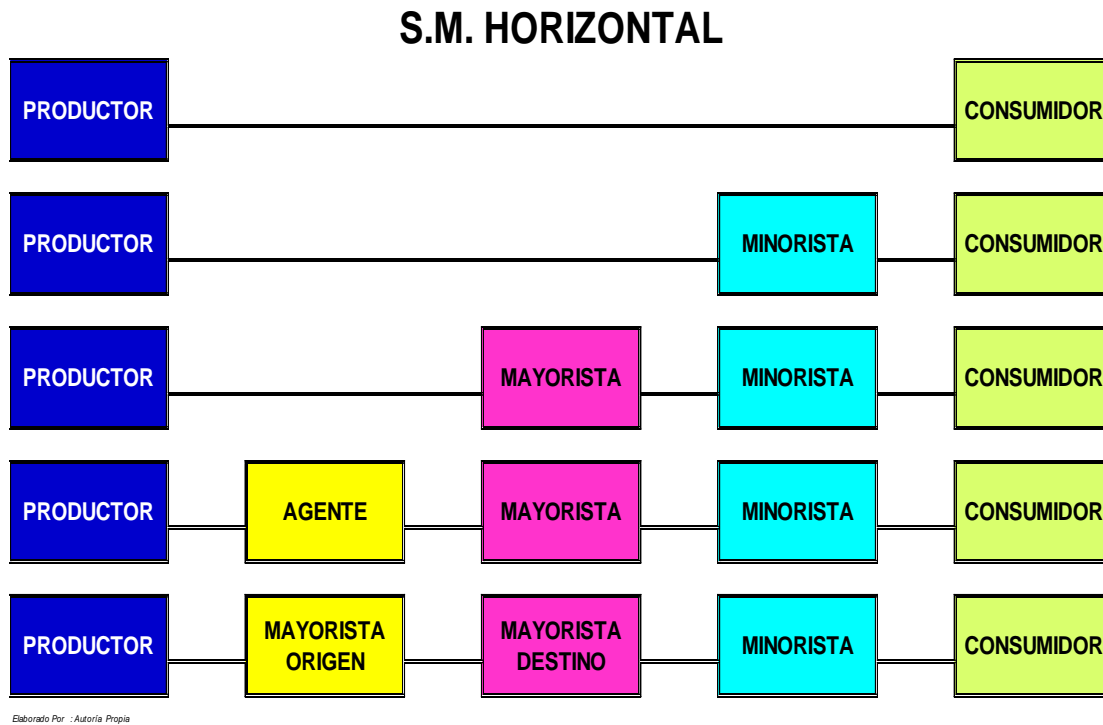 S.M. HORIZONTAL
PRODUCTOR CONSUMIDOR
PRODUCTOR MINORISTA CONSUMIDOR
PRODUCTOR MAYORISTA MINORISTA CONSUMIDOR
PRODUCTOR AGENTE MAYORISTA MINORISTA CONSUMIDOR
PRODUCTOR
MAYORISTA
ORIGEN
MAYORISTA
DESTINO
MINORISTA
CONSUMIDOR
Elaborado Por : Autoría Propia